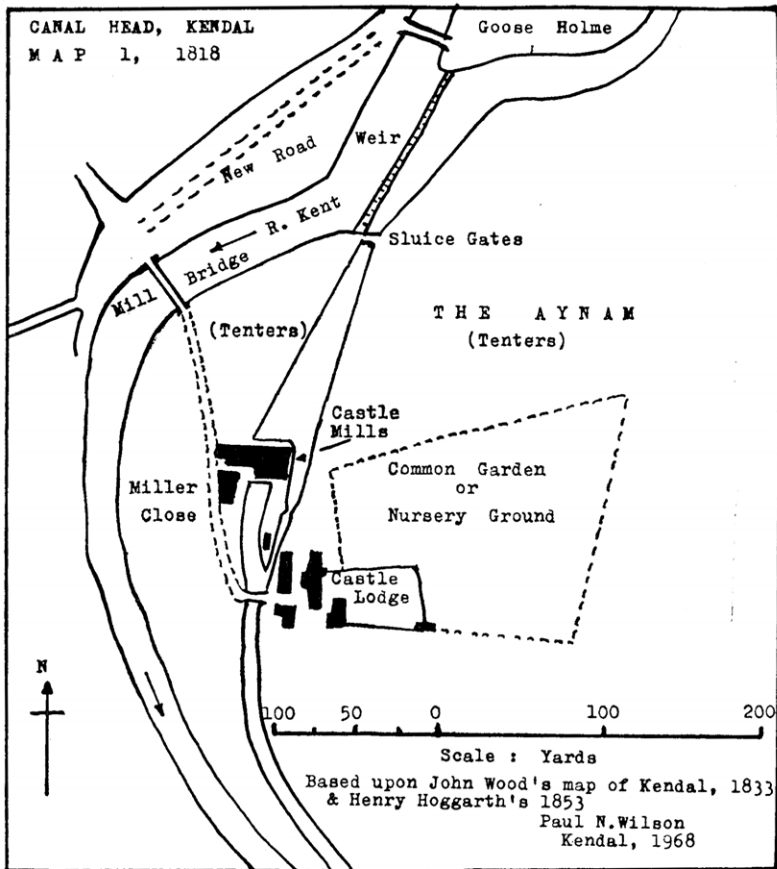 CANAL HEAD, KENDAL
MAP 1, 1818
Goose Holme
New Road
Weir
R. Kent
Sluice Gates
Mill Bridge
THE AYNAM
(Tenters)
(Tenters)
Castle
Mills
Common Garden
or
Nursery Ground
Miller
Close
Castle
Lodge
N
100 50 0 100 200
Scale : Yards
Based upon John Wood's map of Kendal, 1833
& Henry Hoggarth's 1853
Paul N.Wilson
Kendal, 1968